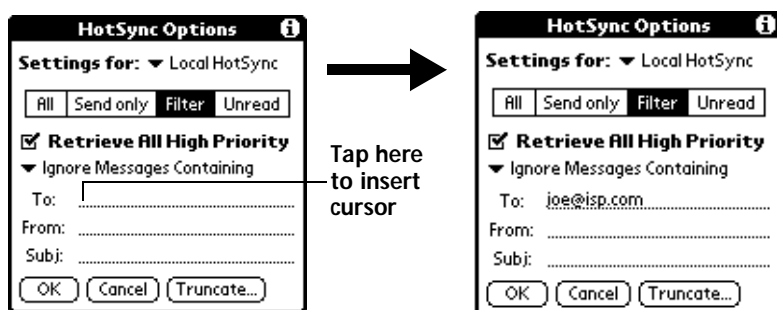 HotSync Options
Settings for: Local HotSync
All Send only Filter Unread
Retrieve All High Priority
Ignore Messages Containing
To:
From:
Subj:
OK Cancel Truncate...
Tap here
to insert
cursor
HotSync Options
Settings for: Local HotSync
All Send only Filter Unread
Retrieve All High Priority
Ignore Messages Containing
To: joe@isp.com
From:
Subj:
OK Cancel Truncate...